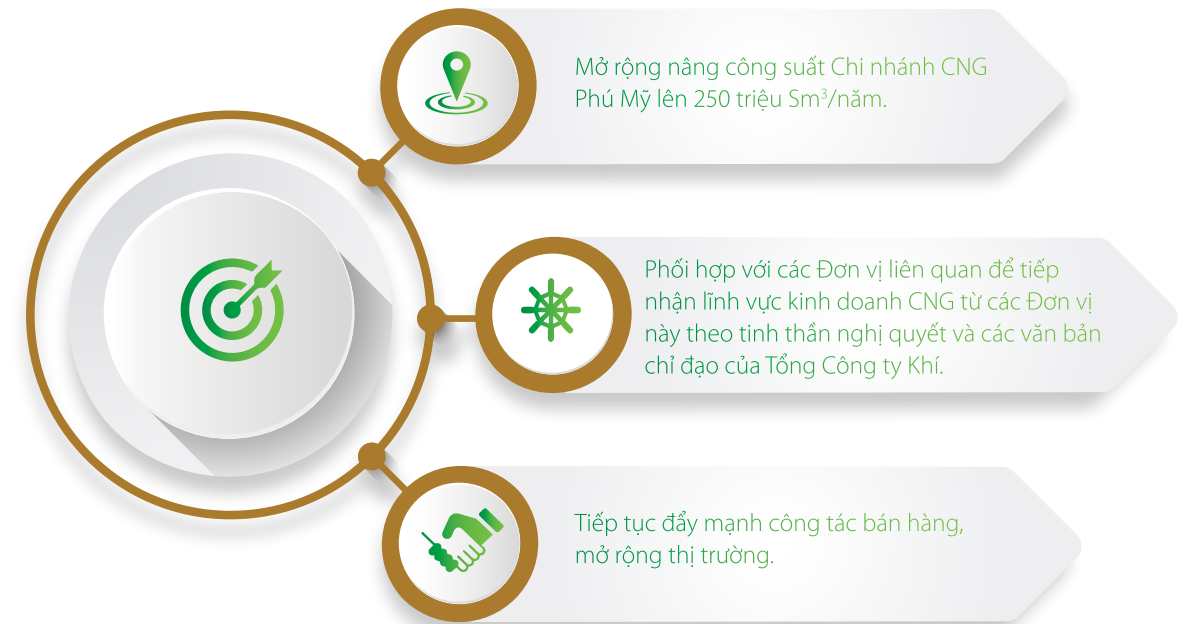 Mở rộng nâng công suất Chi nhánh CNG
Phú Mỹ lên 250 triệu Sm³/năm.
Phối hợp với các Đơn vị liên quan để tiếp
nhận lĩnh vực kinh doanh CNG từ các Đơn vị
này theo tinh thần nghị quyết và các văn bản
chỉ đạo của Tổng Công ty Khí.
Tiếp tục đẩy mạnh công tác bán hàng,
mở rộng thị trường.